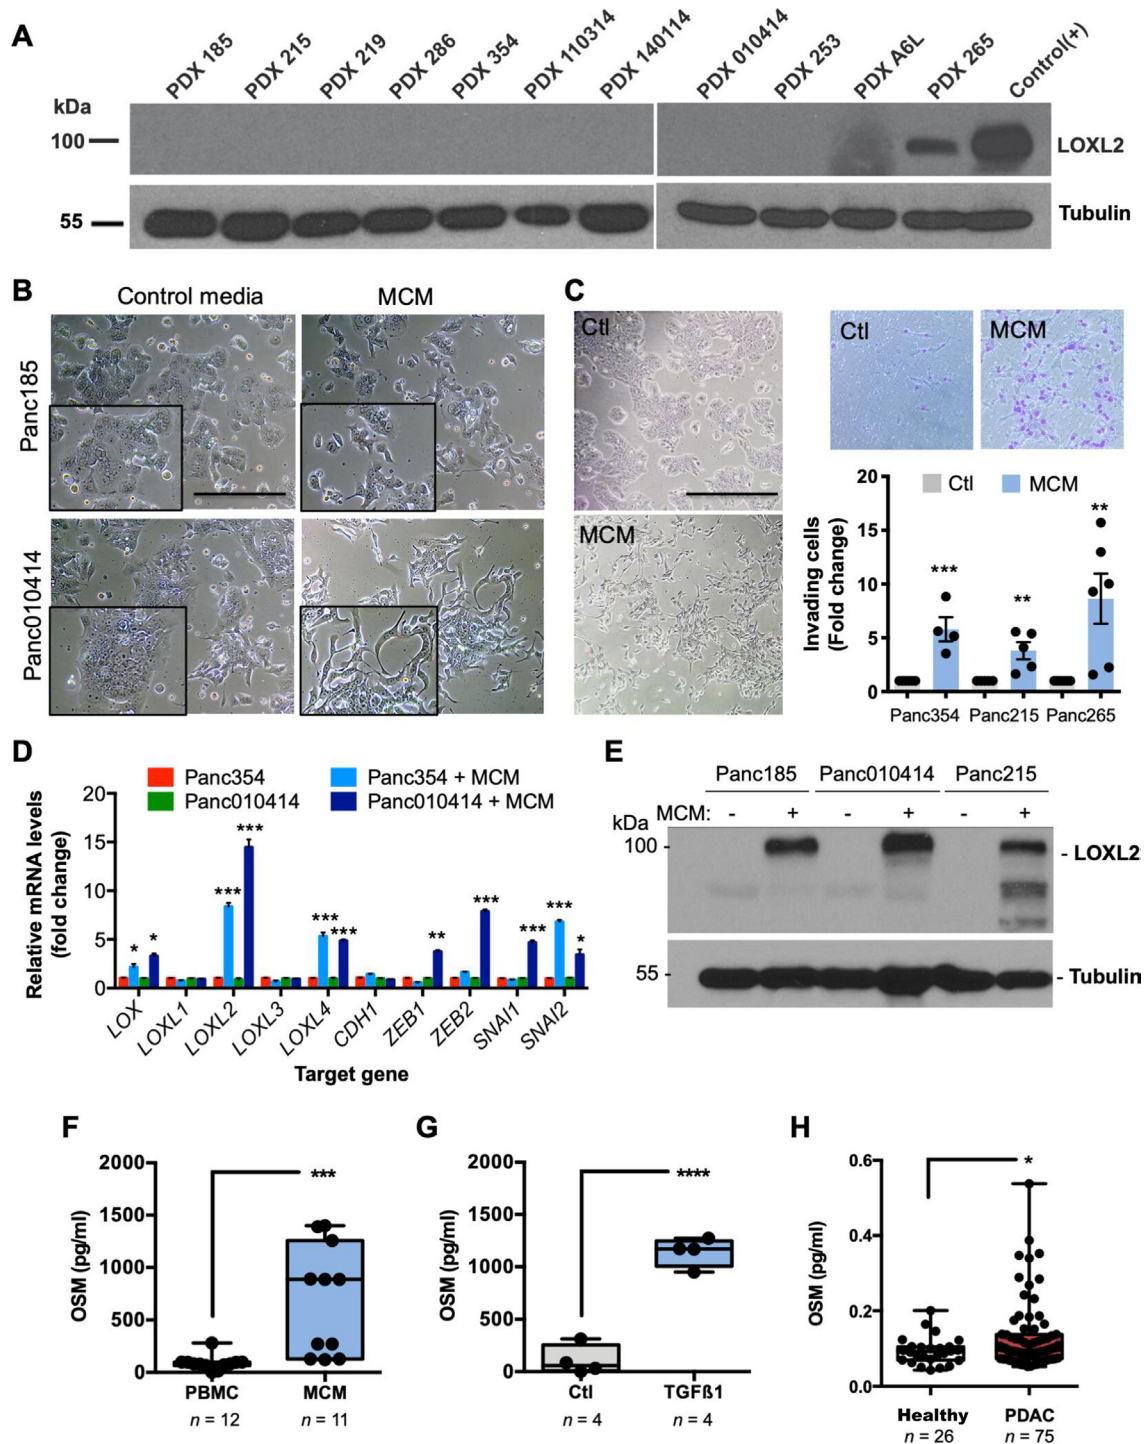 A
PDX 185
PDX 215
PDX 219
PDX 286
PDX 354
PDX 110314
PDX 140114
PDX 010414
PDX 253
PDX A6L
PDX 265
Control(+)
kDa
100
LOXL2
55
Tubulin
B
Control media
MCM
Panc185
Panc010414
C
Ctl
MCM
Ctl
MCM
Ctl
MCM
Invading cells
(Fold change)
20
15
10
5
0
***
**
**
Panc354
Panc215
Panc265
D
Panc354
Panc010414
Panc354 + MCM
Panc010414 + MCM
Relative mRNA levels
(fold change)
20
15
10
5
0
*
*
***
***
***
***
**
***
***
***
*
LOX
LOXL1
LOXL2
LOXL3
LOXL4
CDH1
ZEB1
ZEB2
SNAI1
SNAI2
Target gene
E
Panc185
Panc010414
Panc215
MCM:
-
+
-
+
-
+
kDa
100 -
- LOXL2
55 -
- Tubulin
F
OSM (pg/ml)
2000
1500
1000
500
0
***
PBMC
MCM
n = 12
n = 11
G
OSM (pg/ml)
2000
1500
1000
500
0
****
Ctl
TGFß1
n = 4
n = 4
H
OSM (pg/ml)
0.6
0.4
0.2
0.0
*
Healthy
PDAC
n = 26
n = 75